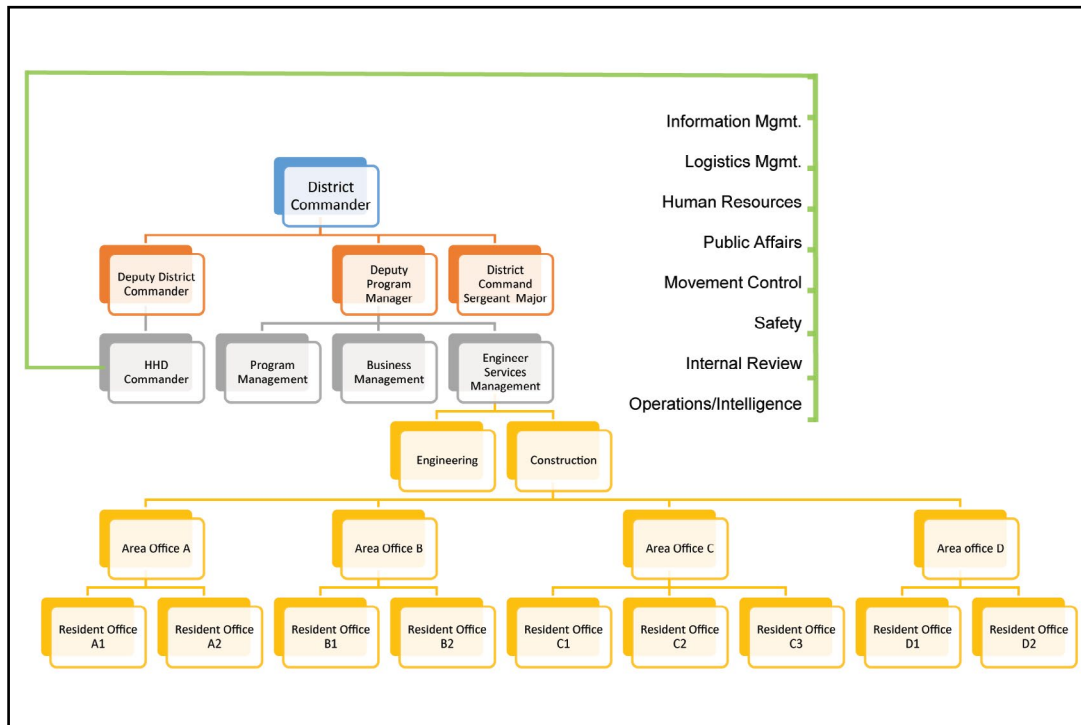 Information Mgmt.
Logistics Mgmt.
Human Resources
Public Affairs
Movement Control
Safety
Internal Review
Operations/Intelligence
District
Commander
Deputy District
Commander
Deputy
Program
Manager
District
Command
Sergeant Major
HHD
Commander
Program
Management
Business
Management
Engineer
Services
Management
Engineering
Construction
Area Office A
Area Office B
Area Office C
Area office D
Resident Office
A1
Resident Office
A2
Resident Office
B1
Resident Office
B2
Resident Office
C1
Resident Office
C2
Resident Office
C3
Resident Office
D1
Resident Office
D2